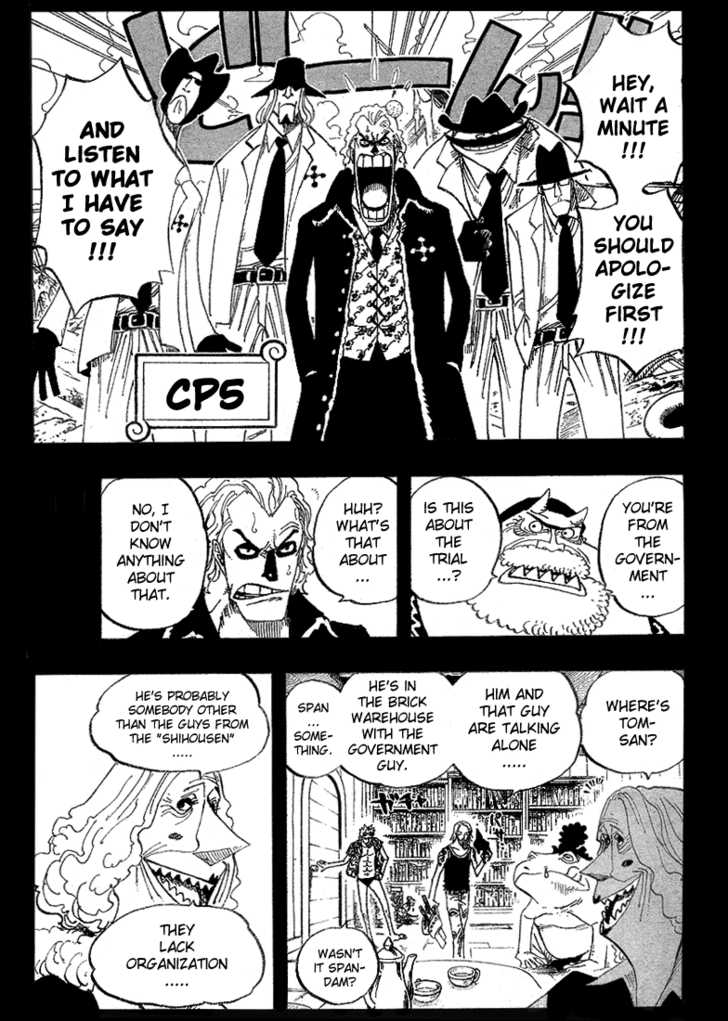 HEY,
WAIT A
MINUTE
!!!
YOU
SHOULD
APOLO-
GIZE
FIRST
!!!
AND
LISTEN
TO WHAT
I HAVE
TO SAY
!!!
CP5
YOU'RE
FROM
THE
GOVERN-
MENT
...
IS THIS
ABOUT
THE
TRIAL
...?
HUH?
WHAT'S
THAT
ABOUT
...
NO, I
DON'T
KNOW
ANYTHING
ABOUT
THAT.
WHERE'S
TOM-
SAN?
HIM AND
THAT GUY
ARE TALKING
ALONE
.....
HE'S IN
THE BRICK
WAREHOUSE
WITH THE
GOVERNMENT
GUY.
SPAN
...
SOME-
THING.
WASN'T
IT SPAN-
DAM?
HE'S PROBABLY
SOMEBODY OTHER
THAN THE GUYS FROM
THE "SHIHOUSEN"
.....
THEY
LACK
ORGANIZATION
.....